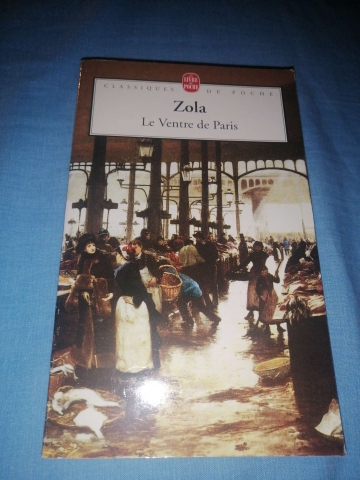 CLASSIQUES DE POCHE
LE LIVRE
DE POCHE
Zola
Le Ventre de Paris